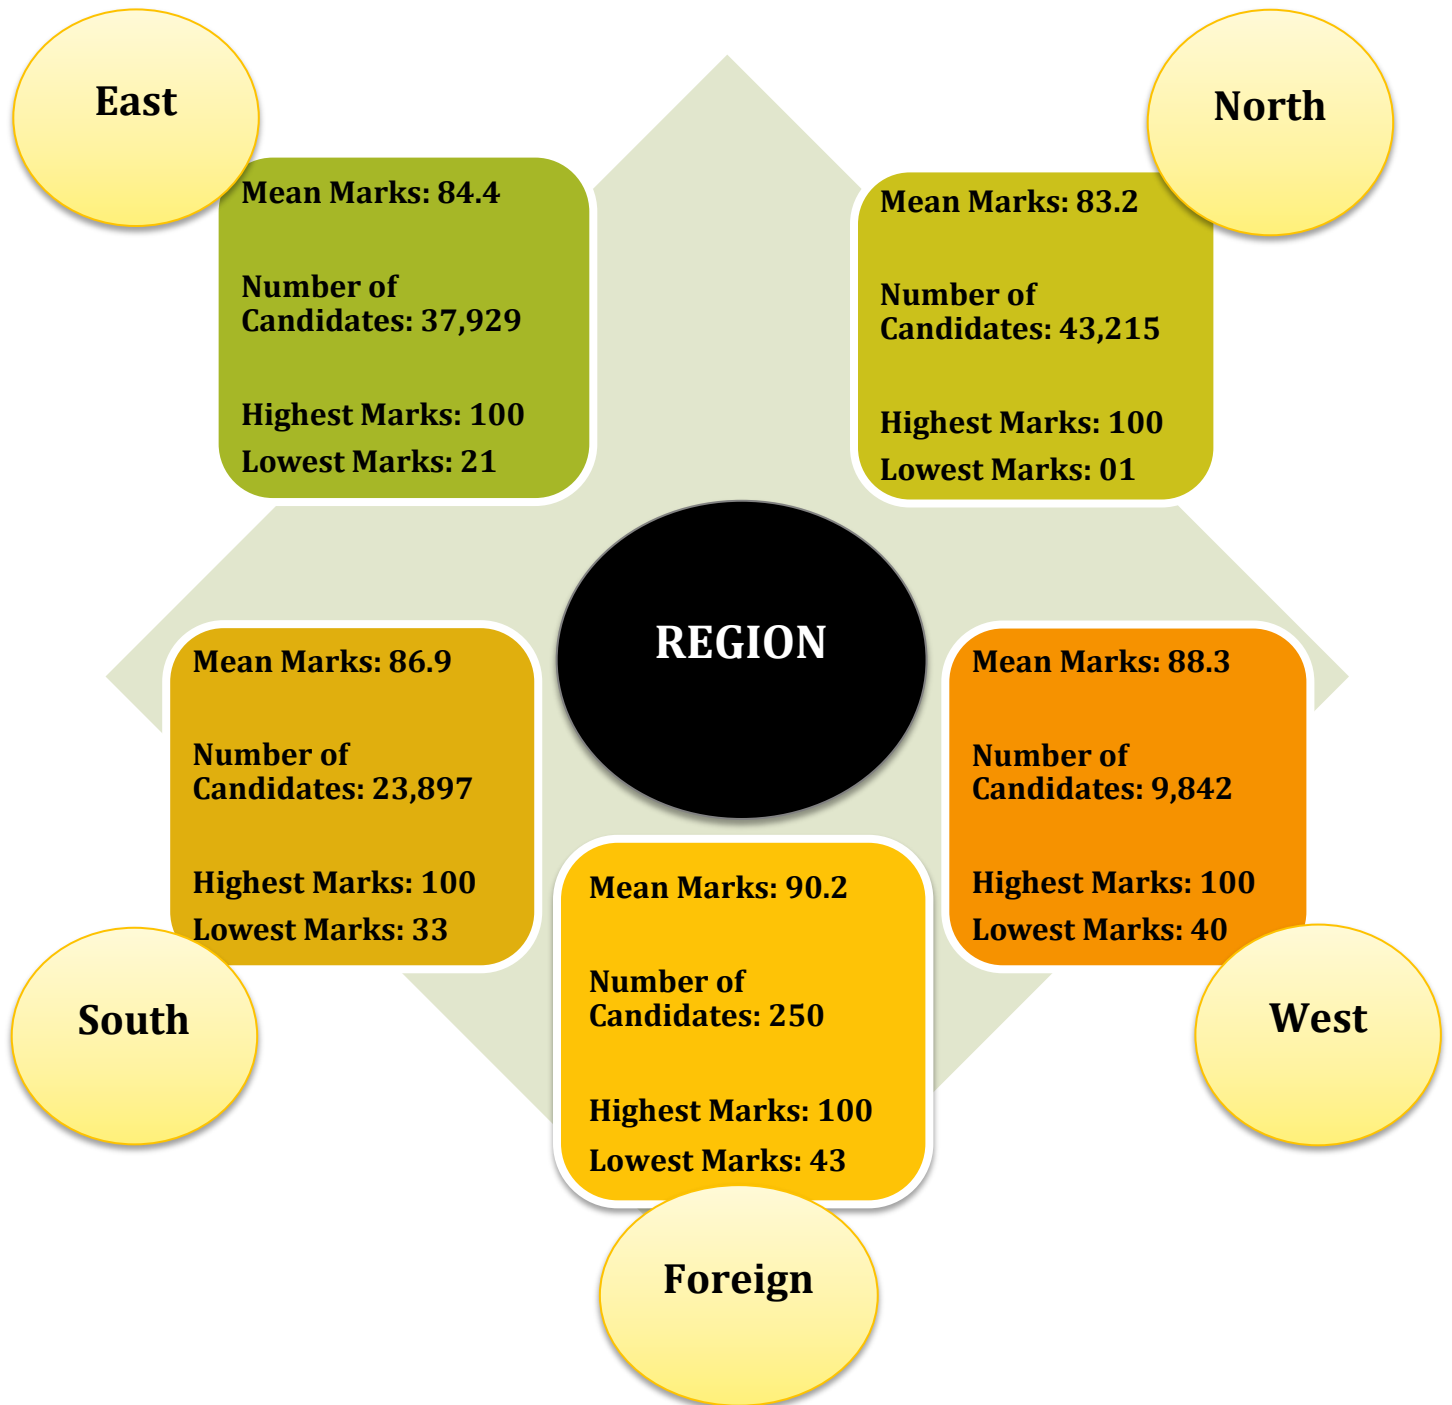 East
Mean Marks: 84.4
Number of
Candidates: 37,929
Highest Marks: 100
Lowest Marks: 21
North
Mean Marks: 83.2
Number of
Candidates: 43,215
Highest Marks: 100
Lowest Marks: 01
REGION
Mean Marks: 86.9
Number of
Candidates: 23,897
Highest Marks: 100
Lowest Marks: 33
South
Mean Marks: 90.2
Number of
Candidates: 250
Highest Marks: 100
Lowest Marks: 43
Foreign
Mean Marks: 88.3
Number of
Candidates: 9,842
Highest Marks: 100
Lowest Marks: 40
West